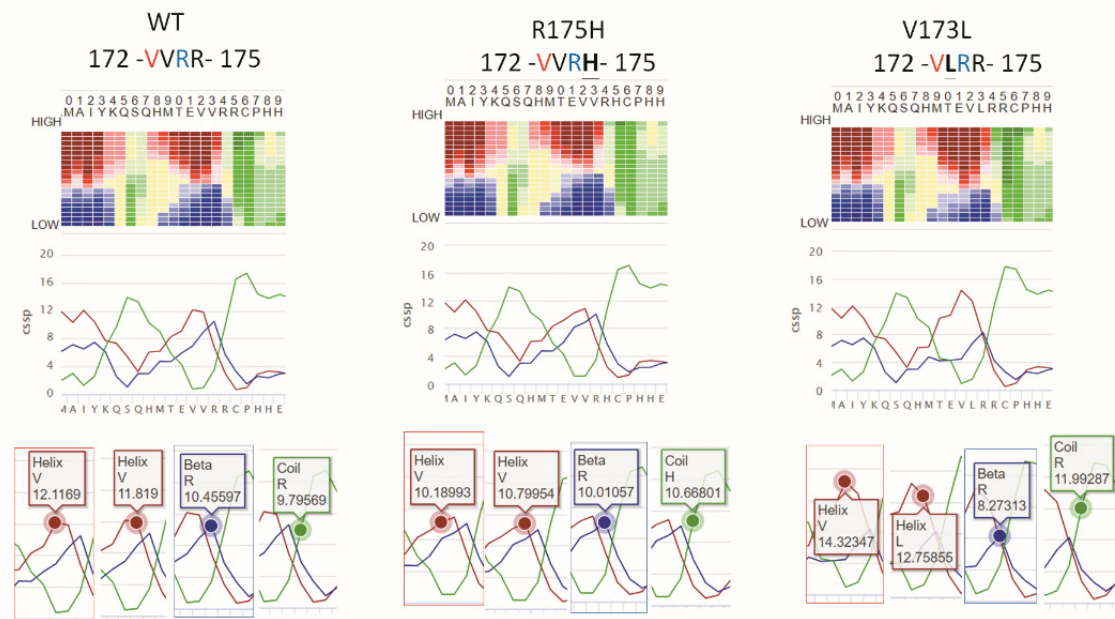 WT
172 -VVRR- 175
0 1 2 3 4 5 6 7 8 9 0 1 2 3 4 5 6 7 8 9
M A I Y K Q S Q H M T E V V R R C P H H
HIGH
LOW
20
16
12
8
4
0
cssp
A I Y K Q S Q H M T E V V R R C P H H E
Helix
V
12.1169
Helix
V
11.819
Beta
R
10.45597
Coil
R
9.79569
R175H
172 -VVRH- 175
0 1 2 3 4 5 6 7 8 9 0 1 2 3 4 5 6 7 8 9
M A I Y K Q S Q H M T E V V R H C P H H
HIGH
LOW
20
16
12
8
4
0
cssp
A I Y K Q S Q H M T E V V R H C P H H E
Helix
V
10.18993
Helix
V
10.79954
Beta
R
10.01057
Coil
H
10.66801
V173L
172 -VLRR- 175
0 1 2 3 4 5 6 7 8 9 0 1 2 3 4 5 6 7 8 9
M A I Y K Q S Q H M T E V L R R C P H H
HIGH
LOW
20
16
12
8
4
0
cssp
A I Y K Q S Q H M T E V L R R C P H H E
Helix
V
14.32347
Helix
L
12.75855
Beta
R
8.27313
Coil
R
11.99287